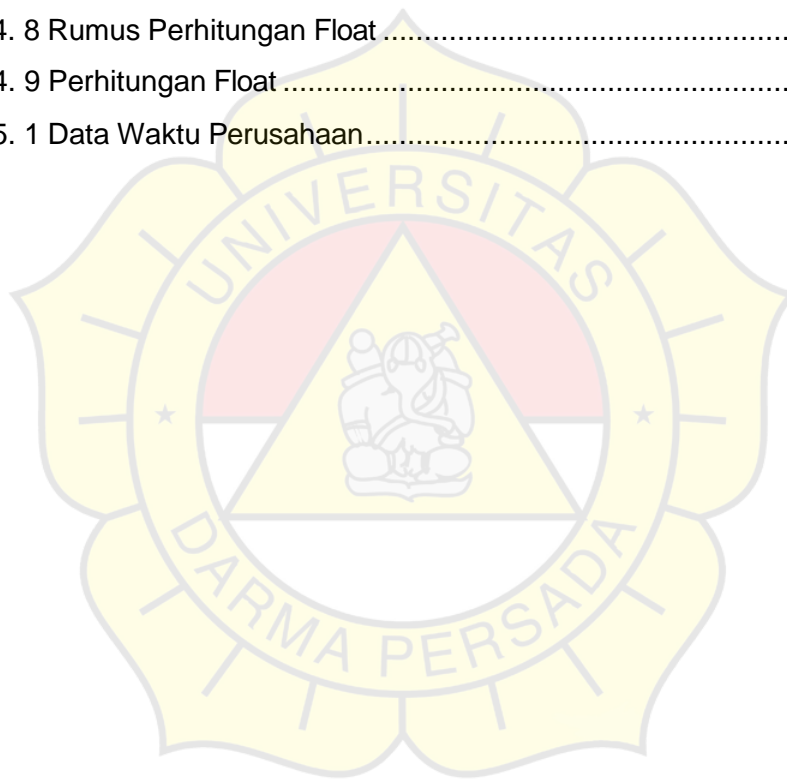 4. 8 Rumus Perhitungan Float ................................................
4. 9 Perhitungan Float ............................................................
5. 1 Data Waktu Perusahaan ..................................................
UNIVERSITAS
DARMA PERSADA